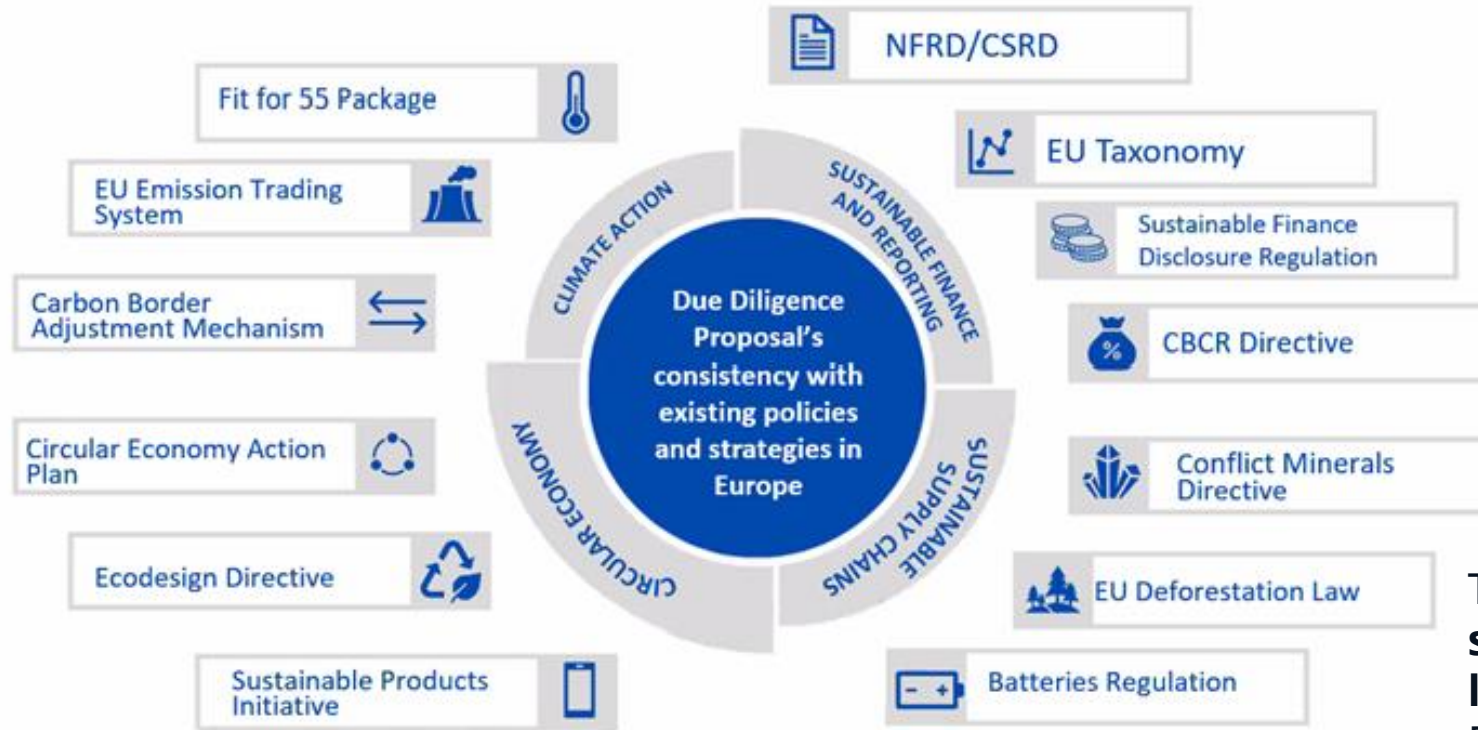 NFRD/CSRD
Fit for 55 Package
EU Taxonomy
EU Emission Trading
System
Sustainable Finance
Disclosure Regulation
CLIMATE ACTION
SUSTAINABLE FINANCE
AND REPORTING
Carbon Border
Adjustment Mechanism
CBCR Directive
%
Due Diligence
Proposal's
consistency with
existing policies
and strategies in
Europe
Circular Economy Action
Plan
Conflict Minerals
Directive
CIRCULAR ECONOMY
SUSTAINABLE
SUPPLY CHAINS
Ecodesign Directive
EU Deforestation Law
Sustainable Products
Initiative
Batteries Regulation
- +